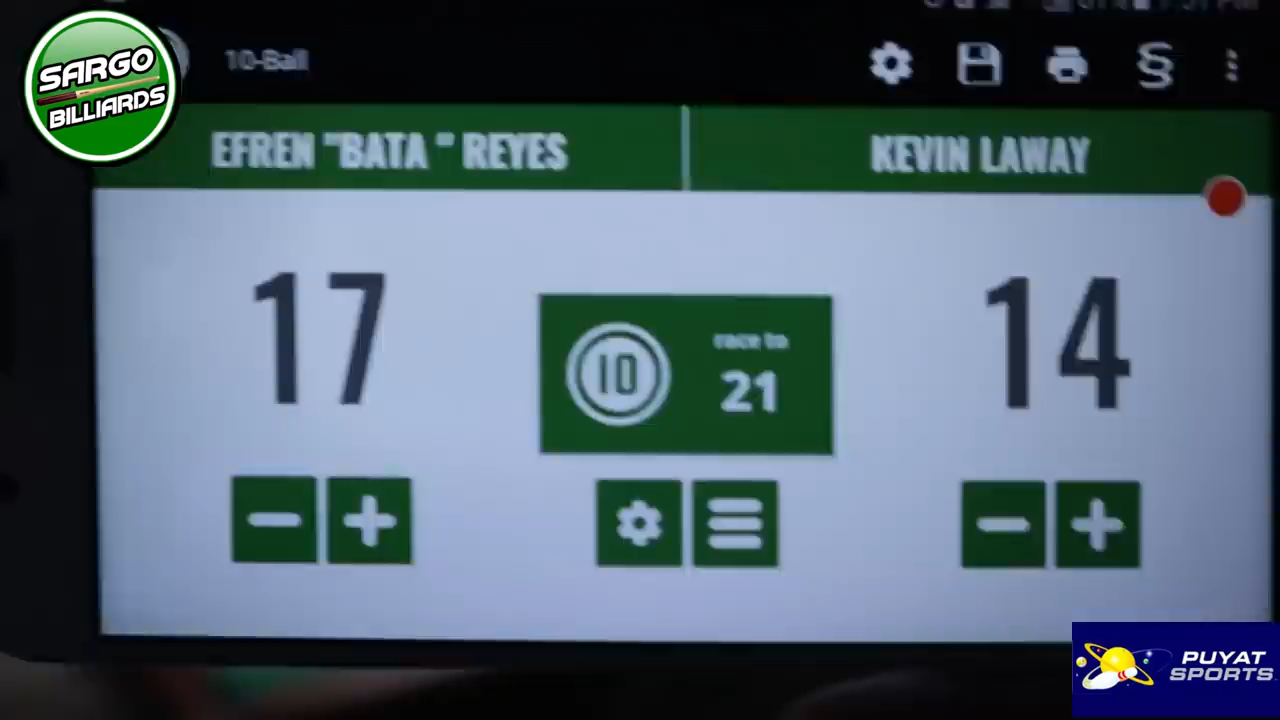 SARGO
BILLIARDS
10-Ball
EFREN "BATA " REYES
KEVIN LAWAY
17
14
10
race to
21
PUYAT
SPORTS